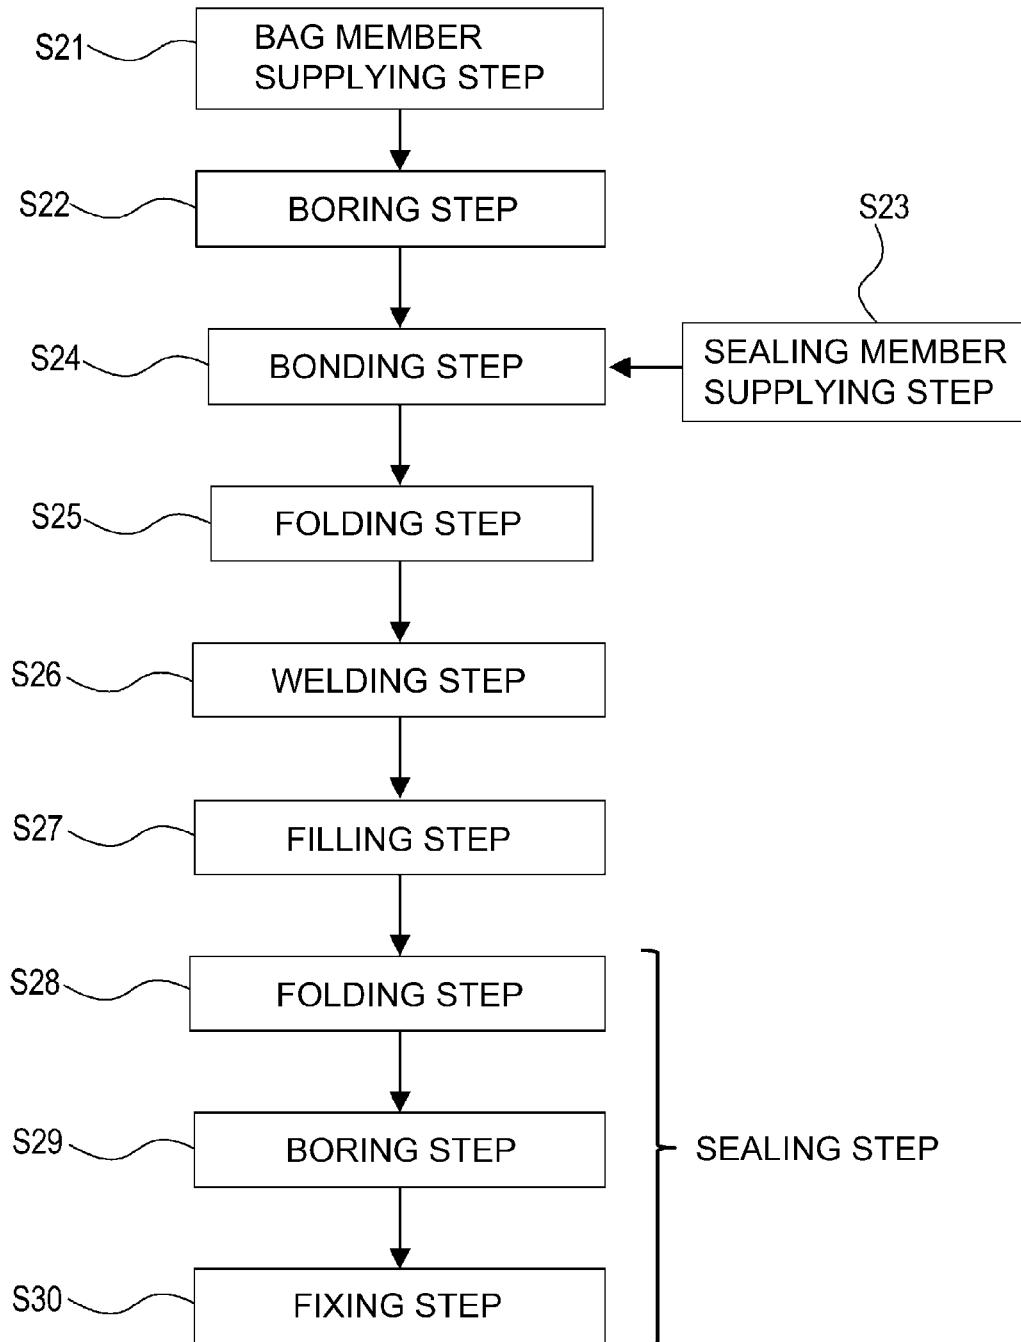 S21
BAG MEMBER
SUPPLYING STEP
S22
BORING STEP
S23
S24
BONDING STEP
SEALING MEMBER
SUPPLYING STEP
S25
FOLDING STEP
S26
WELDING STEP
S27
FILLING STEP
S28
FOLDING STEP
S29
BORING STEP
SEALING STEP
S30
FIXING STEP